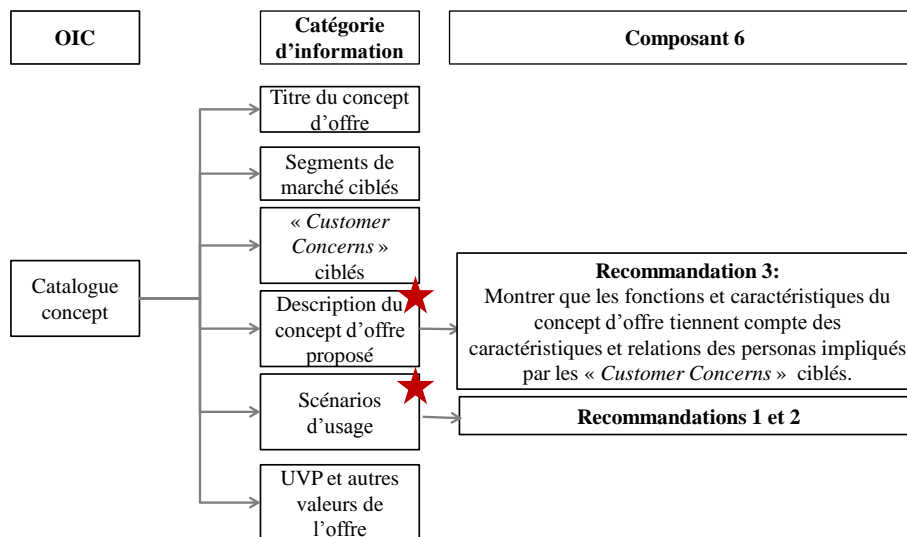 OIC
Catégorie
d’information
Composant 6
Titre du concept
d’offre
Segments de
marché ciblés
« Customer
Concerns »
ciblés
Catalogue
concept
Description du
concept d’offre
proposé
Recommandation 3:
Montrer que les fonctions et caractéristiques du
concept d’offre tiennent compte des
caractéristiques et relations des personas impliqués
par les « Customer Concerns » ciblés.
Scénarios
d’usage
Recommandations 1 et 2
UVP et autres
valeurs de
l’offre